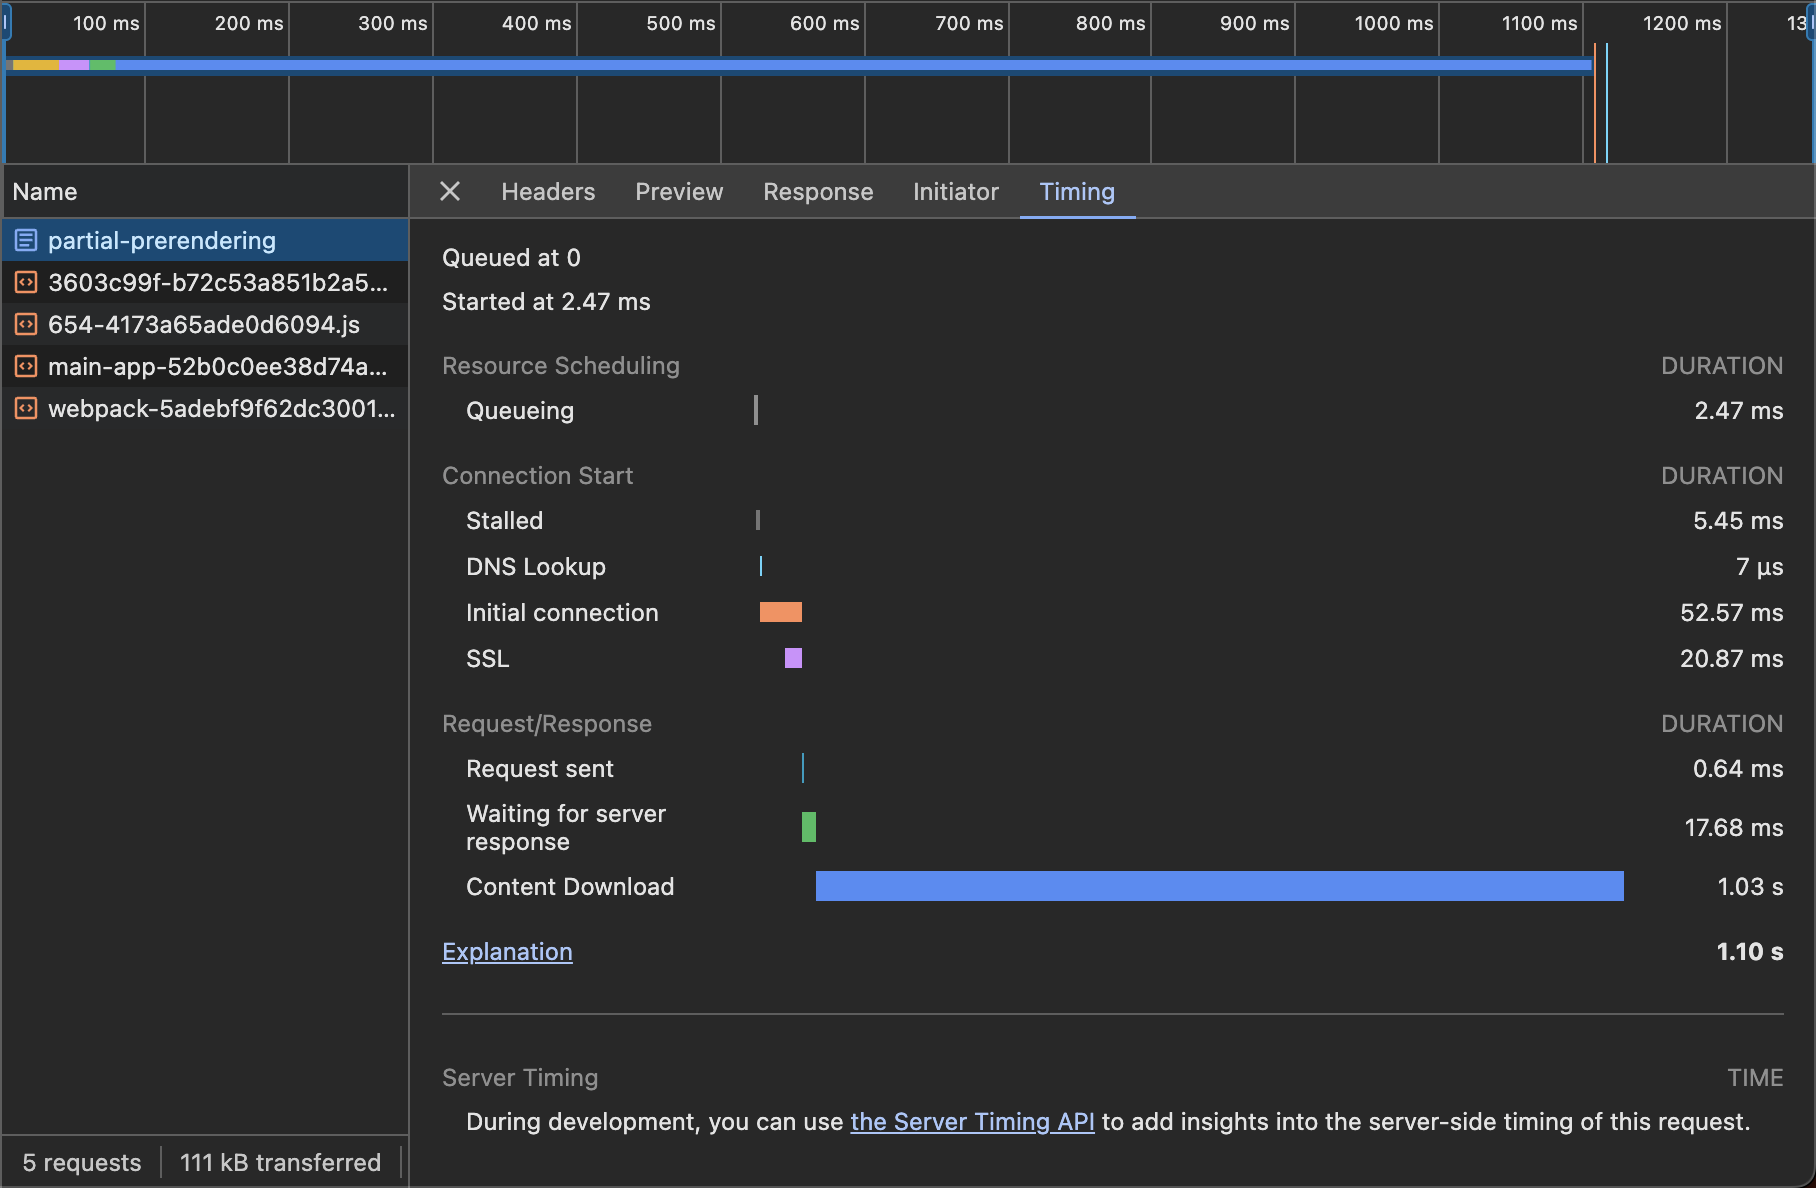 100 ms 200 ms 300 ms 400 ms 500 ms 600 ms 700 ms 800 ms 900 ms 1000 ms 1100 ms 1200 ms 13
Name
Headers Preview Response Initiator Timing
partial-prerendering
3603c99f-b72c53a851b2a5...
654-4173a65ade0d6094.js
main-app-52b0c0ee38d74a...
webpack-5adebf9f62dc3001...
5 requests 111 kB transferred
Queued at 0
Started at 2.47 ms
Resource Scheduling DURATION
Queueing 2.47 ms
Connection Start DURATION
Stalled 5.45 ms
DNS Lookup 7 μs
Initial connection 52.57 ms
SSL 20.87 ms
Request/Response DURATION
Request sent 0.64 ms
Waiting for server
response 17.68 ms
Content Download 1.03 s
Explanation 1.10 s
Server Timing TIME
During development, you can use the Server Timing API to add insights into the server-side timing of this request.